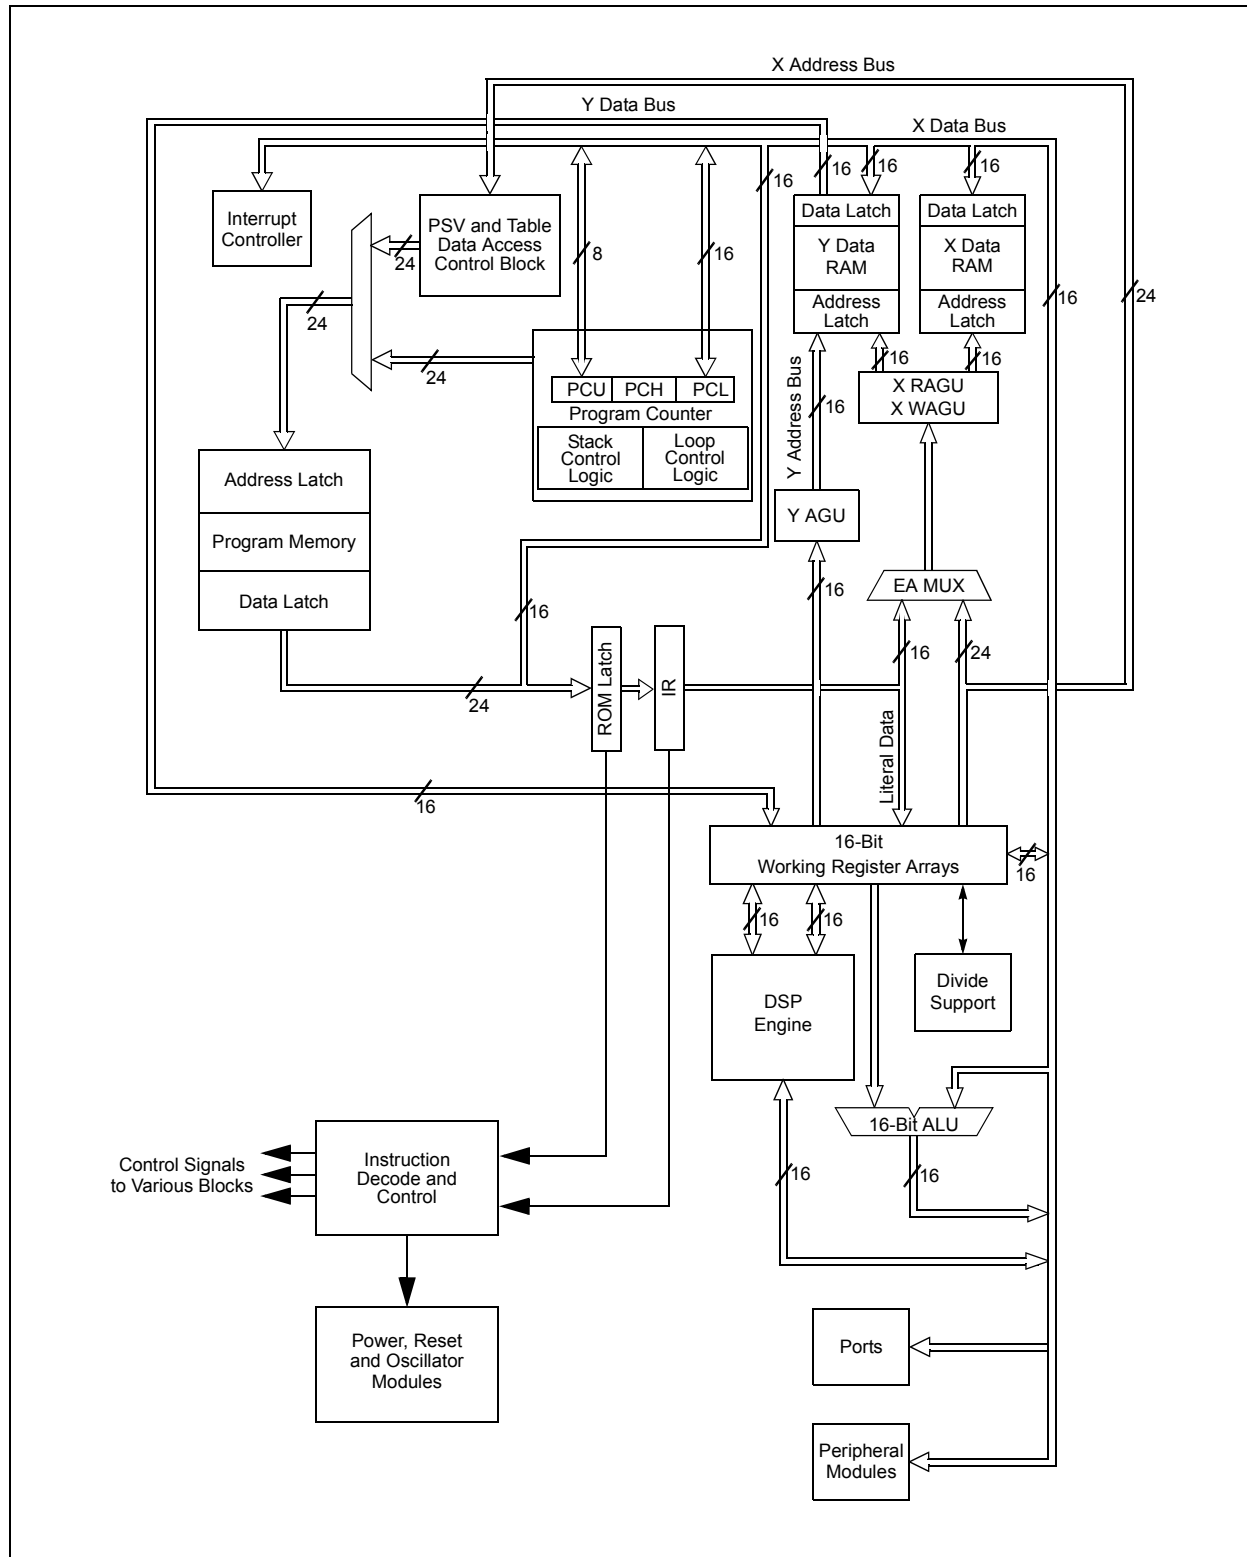 X Address Bus
Y Data Bus
X Data Bus
16
16
16
16
Interrupt
Controller
PSV and Table
Data Access
Control Block
Data Latch
Y Data
RAM
Address
Latch
Data Latch
X Data
RAM
Address
Latch
24
8
16
16
24
24
24
16
16
PCU
PCH
PCL
Program Counter
Stack
Control
Logic
Loop
Control
Logic
X RAGU
X WAGU
Y Address Bus
16
Address Latch
Program Memory
Data Latch
Y AGU
EA MUX
16
16
16
24
ROM Latch
IR
24
Literal Data
16
16-Bit
Working Register Arrays
16
16
16
DSP
Engine
Divide
Support
16-Bit ALU
16
16
Control Signals
to Various Blocks
Instruction
Decode and
Control
Power, Reset
and Oscillator
Modules
Ports
Peripheral
Modules